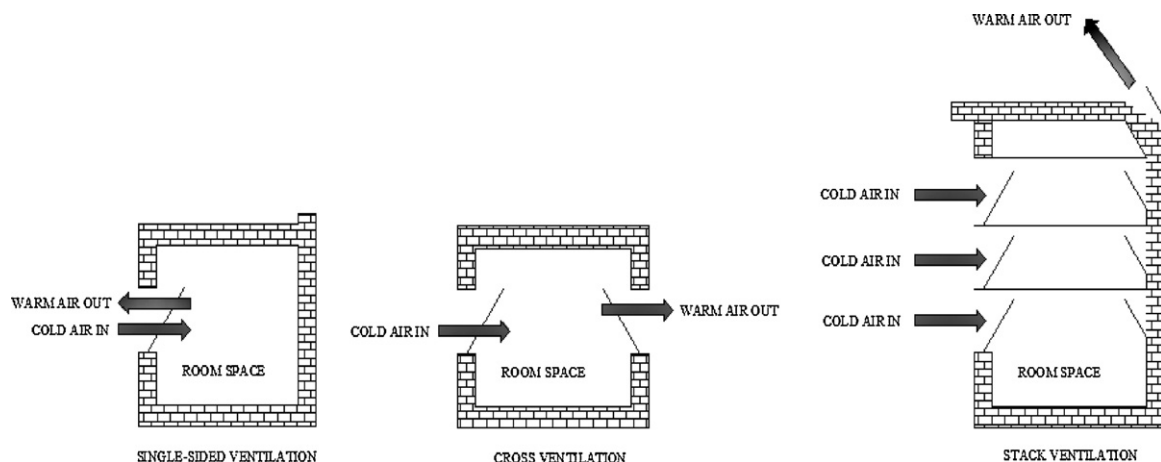 WARM AIR OUT
COLD AIR IN
ROOM SPACE
SINGLE-SIDED VENTILATION
COLD AIR IN
WARM AIR OUT
ROOM SPACE
CROSS VENTILATION
WARM AIR OUT
COLD AIR IN
COLD AIR IN
COLD AIR IN
ROOM SPACE
STACK VENTILATION